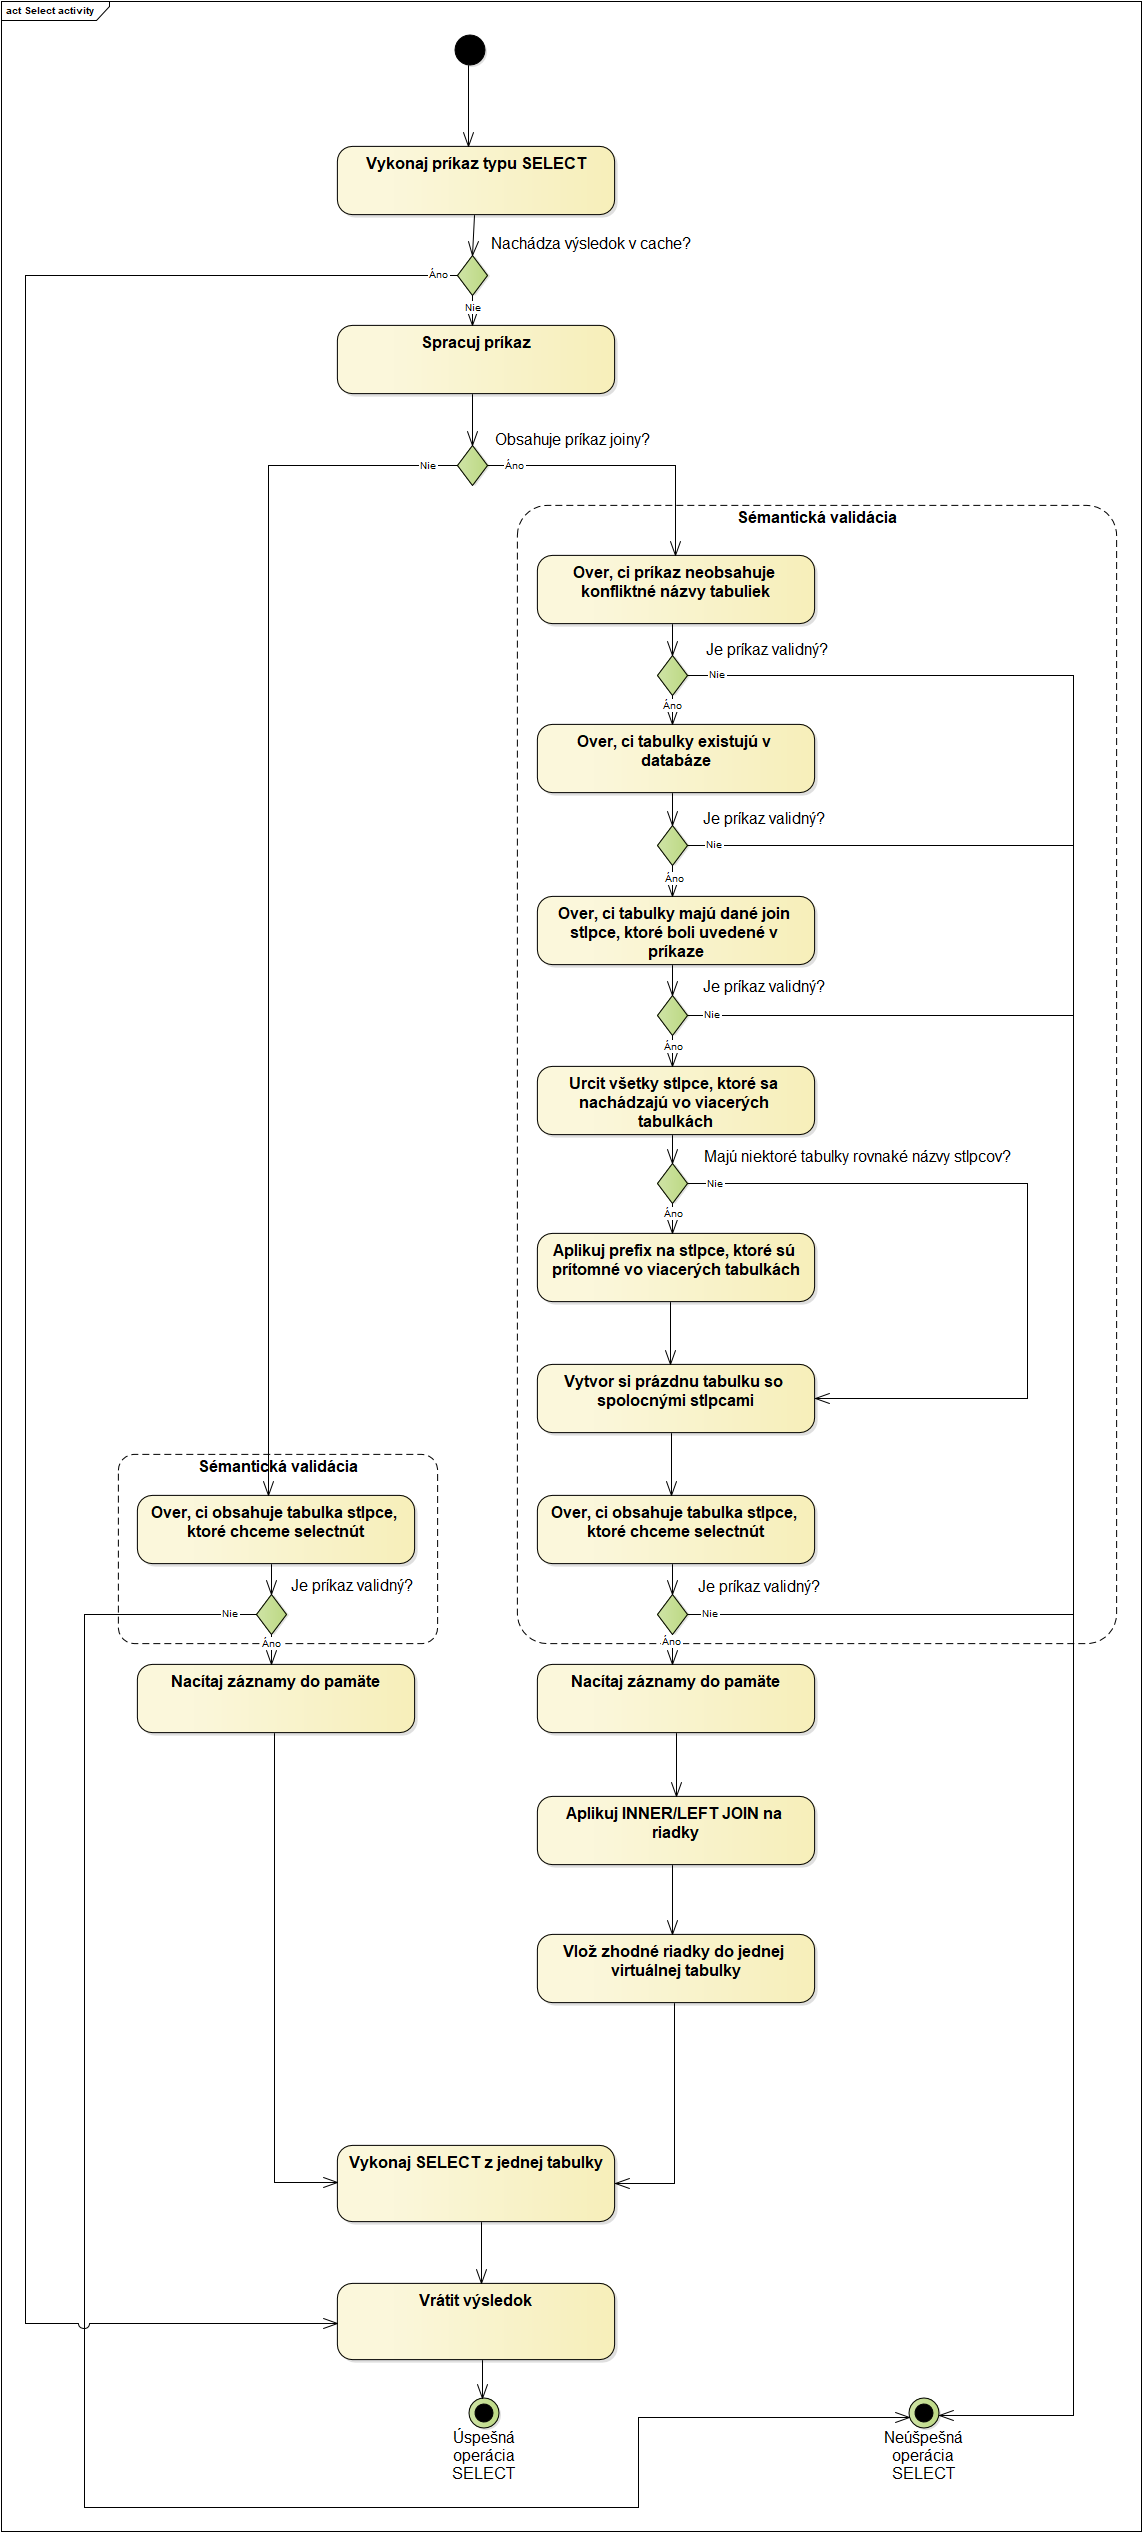 act Select activity
Vykonaj príkaz typu SELECT
Nachádza výsledok v cache?
Áno
Nie
Spracuj príkaz
Obsahuje príkaz joiny?
Nie
Áno
Sémantická validácia
Over, ci príkaz neobsahuje
konfliktné názvy tabuliek
Je príkaz validný?
Nie
Áno
Over, ci tabulky existujú v
databáze
Je príkaz validný?
Nie
Áno
Over, ci tabulky majú dané join
stlpce, ktoré boli uvedené v
príkaze
Je príkaz validný?
Nie
Áno
Urcit všetky stlpce, ktoré sa
nachádzajú vo viacerých
tabulkách
Majú niektoré tabulky rovnaké názvy stlpcov?
Nie
Áno
Aplikuj prefix na stlpce, ktoré sú
prítomné vo viacerých tabulkách
Vytvor si prázdnu tabulku so
spolocnými stlpcami
Sémantická validácia
Over, ci obsahuje tabulka stlpce,
ktoré chceme selectnút
Je príkaz validný?
Nie
Áno
Over, ci obsahuje tabulka stlpce,
ktoré chceme selectnút
Je príkaz validný?
Nie
Áno
Nacítaj záznamy do pamäte
Nacítaj záznamy do pamäte
Aplikuj INNER/LEFT JOIN na
riadky
Vlož zhodné riadky do jednej
virtuálnej tabulky
Vykonaj SELECT z jednej tabulky
Vrátit výsledok
Úspešná
operácia
SELECT
Neúšpešná
operácia
SELECT